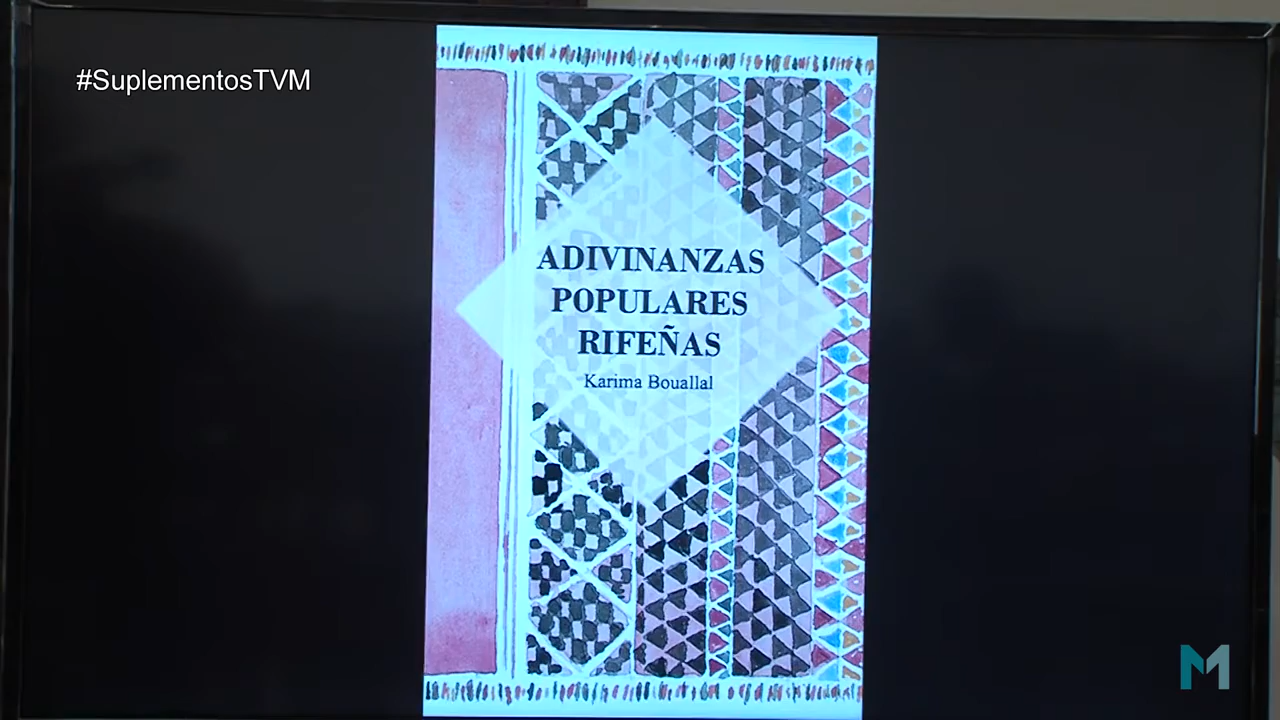 #SuplementosTVM
ADIVINANZAS
POPULARES
RIFEÑAS
Karima Bouallal
M